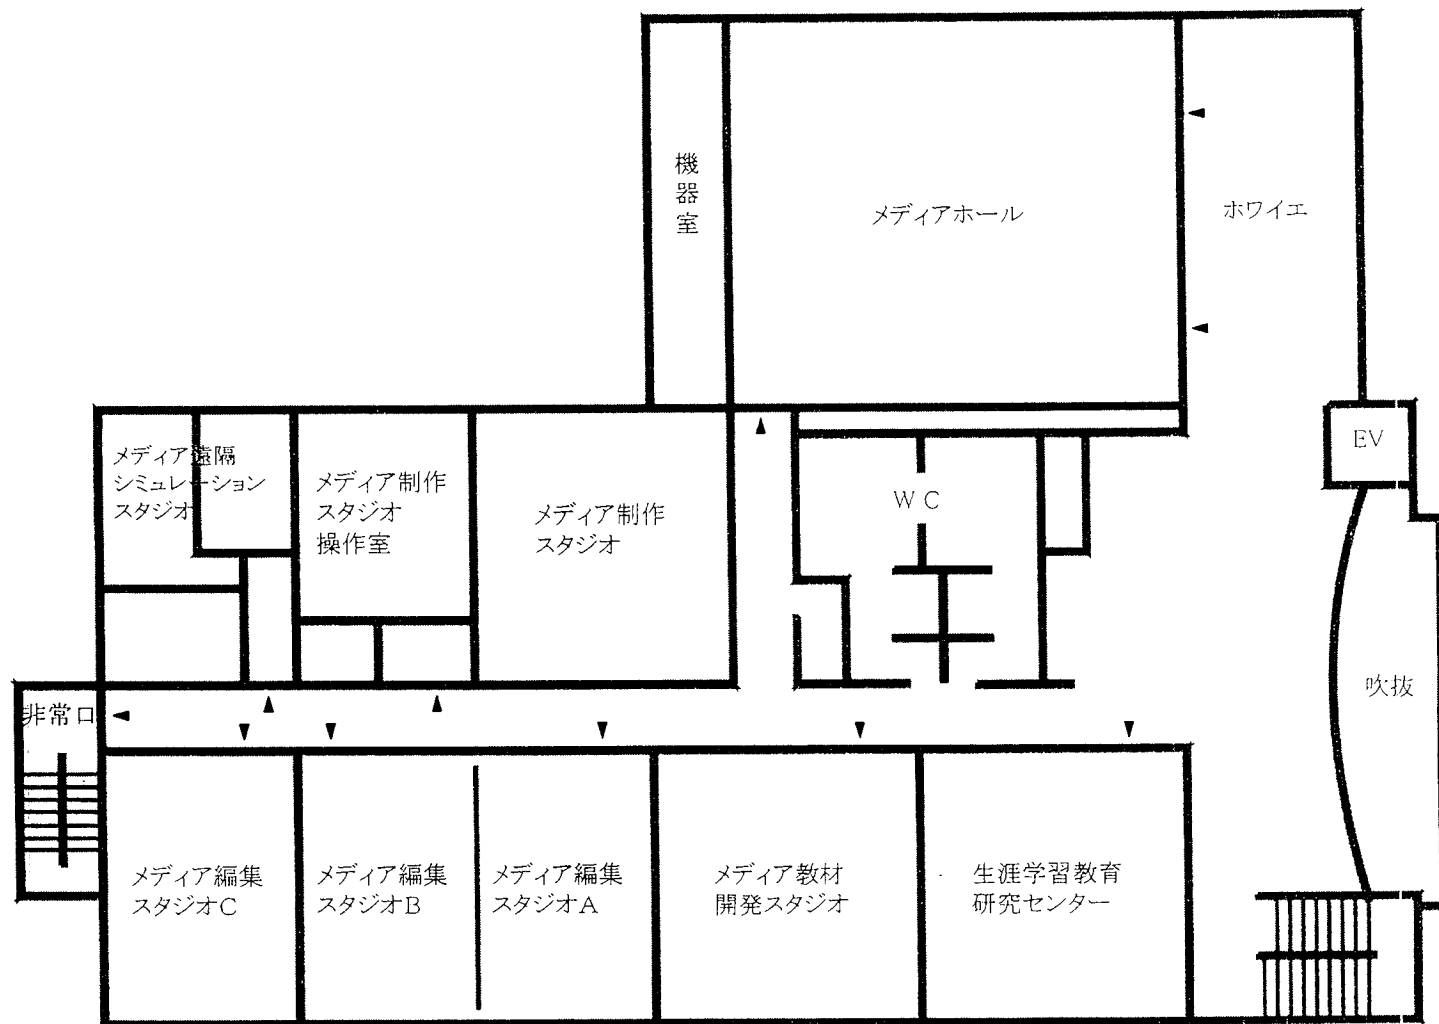 機器室
メディアホール
ホワイエ
EV
メディア遠隔
シミュレーション
スタジオ
メディア制作
スタジオ
操作室
メディア制作
スタジオ
WC
吹抜
非常口
メディア編集
スタジオC
メディア編集
スタジオB
メディア編集
スタジオA
メディア教材
開発スタジオ
生涯学習教育
研究センター